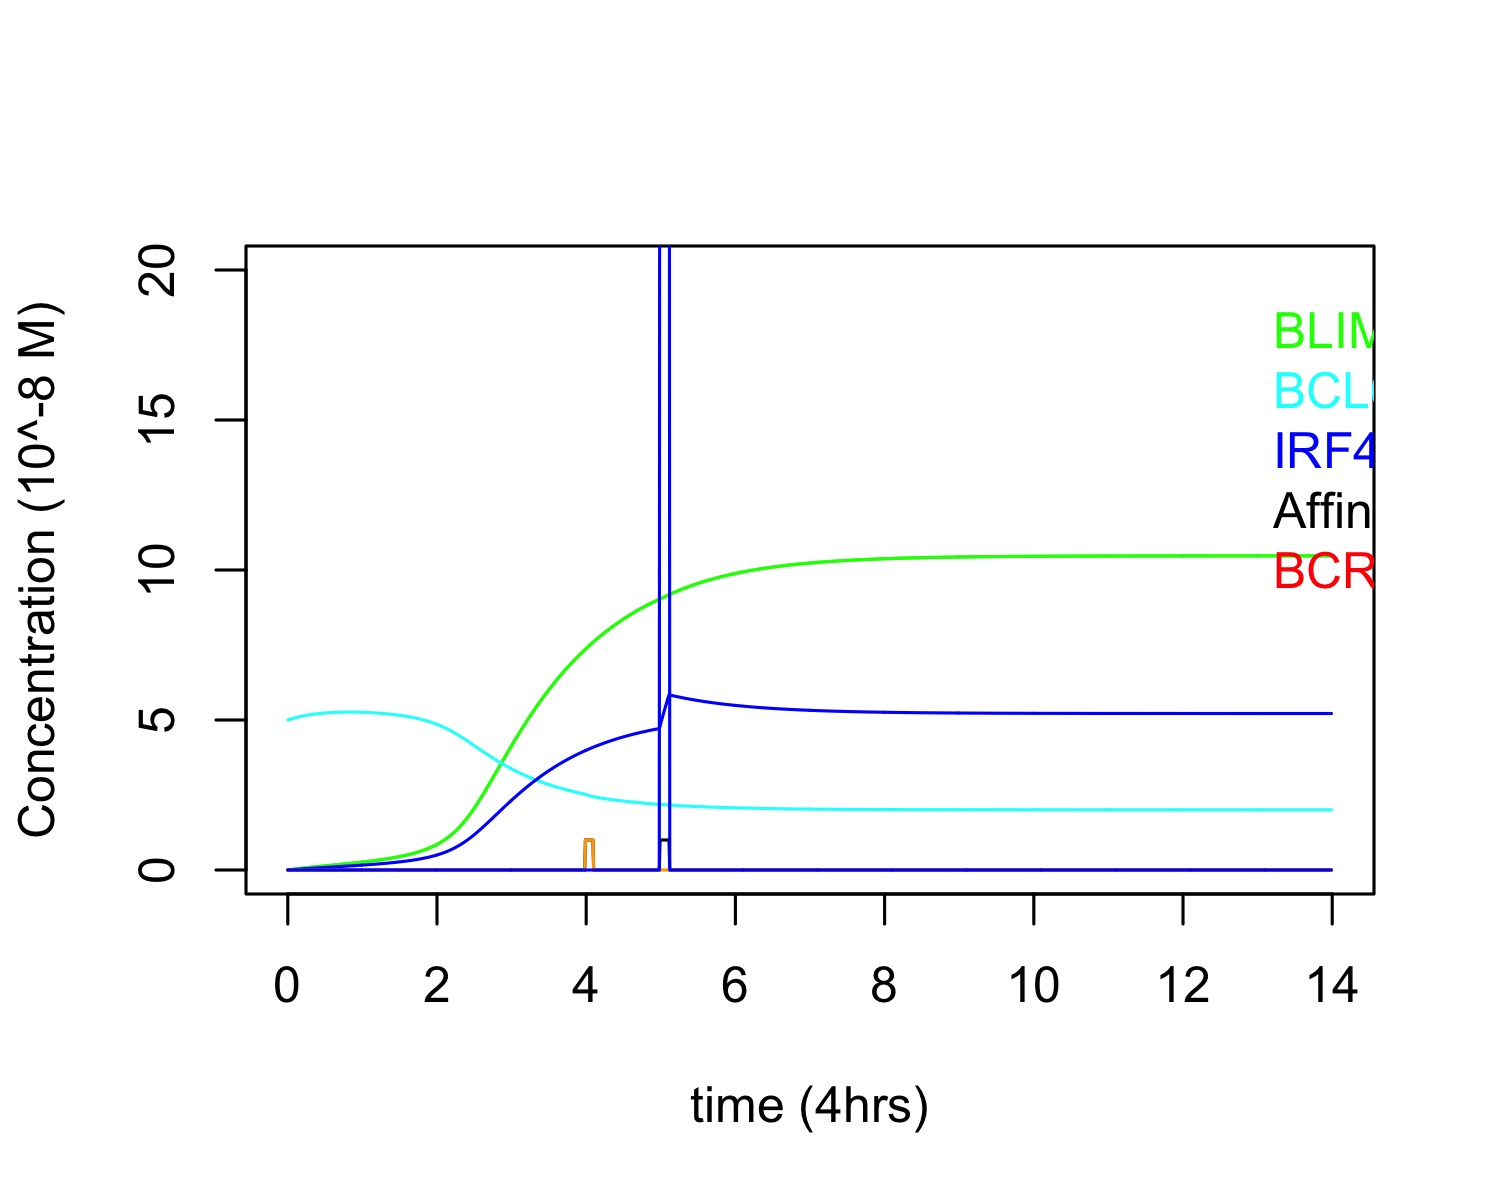 Concentration (10^-8 M)
20
15
10
5
0
BLIM
BCL
IRF4
Affin
BCR
0 2 4 6 8 10 12 14
time (4hrs)